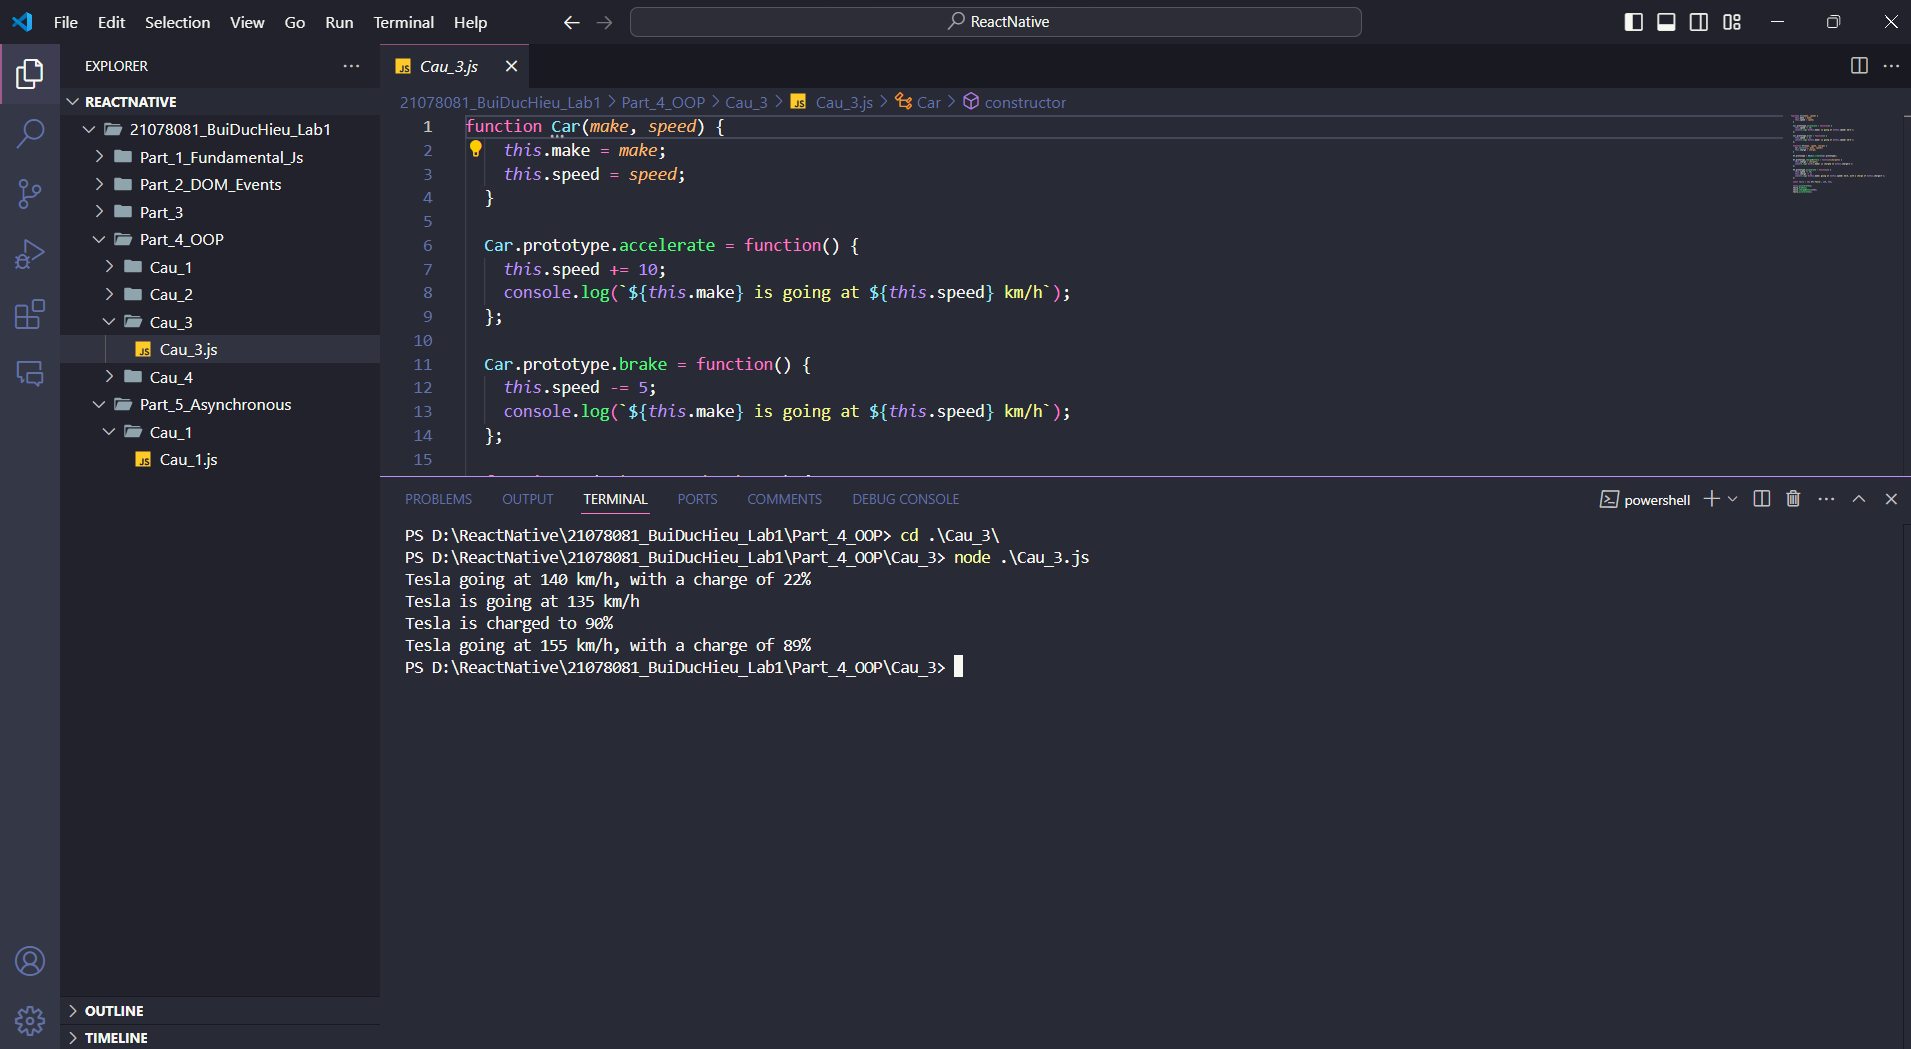 File Edit Selection View Go Run Terminal Help
ReactNative
EXPLORER
REACTNATIVE
21078081_BuiDucHieu_Lab1
Part_1_Fundamental_Js
Part_2_DOM_Events
Part_3
Part_4_OOP
Cau_1
Cau_2
Cau_3
JS Cau_3.js
Cau_4
Part_5_Asynchronous
Cau_1
JS Cau_1.js
OUTLINE
TIMELINE
JS Cau_3.js
21078081_BuiDucHieu_Lab1 > Part_4_OOP > Cau_3 > JS Cau_3.js > Car > constructor
1 function Car(make, speed) {
2 this.make = make;
3 this.speed = speed;
4 }
5
6 Car.prototype.accelerate = function() {
7 this.speed += 10;
8 console.log(`${this.make} is going at ${this.speed} km/h`);
9 };
10
11 Car.prototype.brake = function() {
12 this.speed -= 5;
13 console.log(`${this.make} is going at ${this.speed} km/h`);
14 };
15
PROBLEMS OUTPUT TERMINAL PORTS COMMENTS DEBUG CONSOLE
powershell
PS D:\ReactNative\21078081_BuiDucHieu_Lab1\Part_4_OOP> cd .\Cau_3\
PS D:\ReactNative\21078081_BuiDucHieu_Lab1\Part_4_OOP\Cau_3> node .\Cau_3.js
Tesla going at 140 km/h, with a charge of 22%
Tesla is going at 135 km/h
Tesla is charged to 90%
Tesla going at 155 km/h, with a charge of 89%
PS D:\ReactNative\21078081_BuiDucHieu_Lab1\Part_4_OOP\Cau_3>